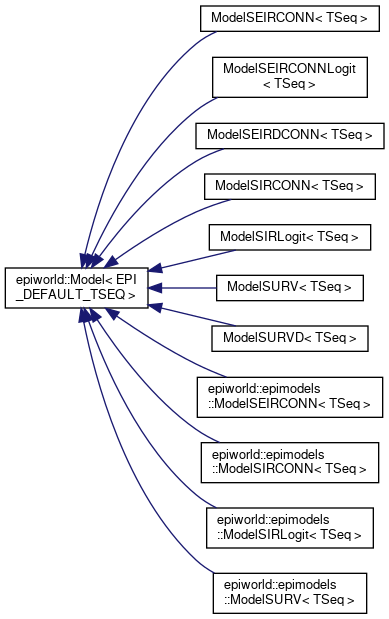 ModelSEIRCONN< TSeq >
ModelSEIRCONNLogit
< TSeq >
ModelSEIRDCONN< TSeq >
ModelSIRCONN< TSeq >
ModelSIRLogit< TSeq >
epiworld::Model< EPI
_DEFAULT_TSEQ >
ModelSURV< TSeq >
ModelSURVD< TSeq >
epiworld::epimodels
::ModelSEIRCONN< TSeq >
epiworld::epimodels
::ModelSIRCONN< TSeq >
epiworld::epimodels
::ModelSIRLogit< TSeq >
epiworld::epimodels
::ModelSURV< TSeq >